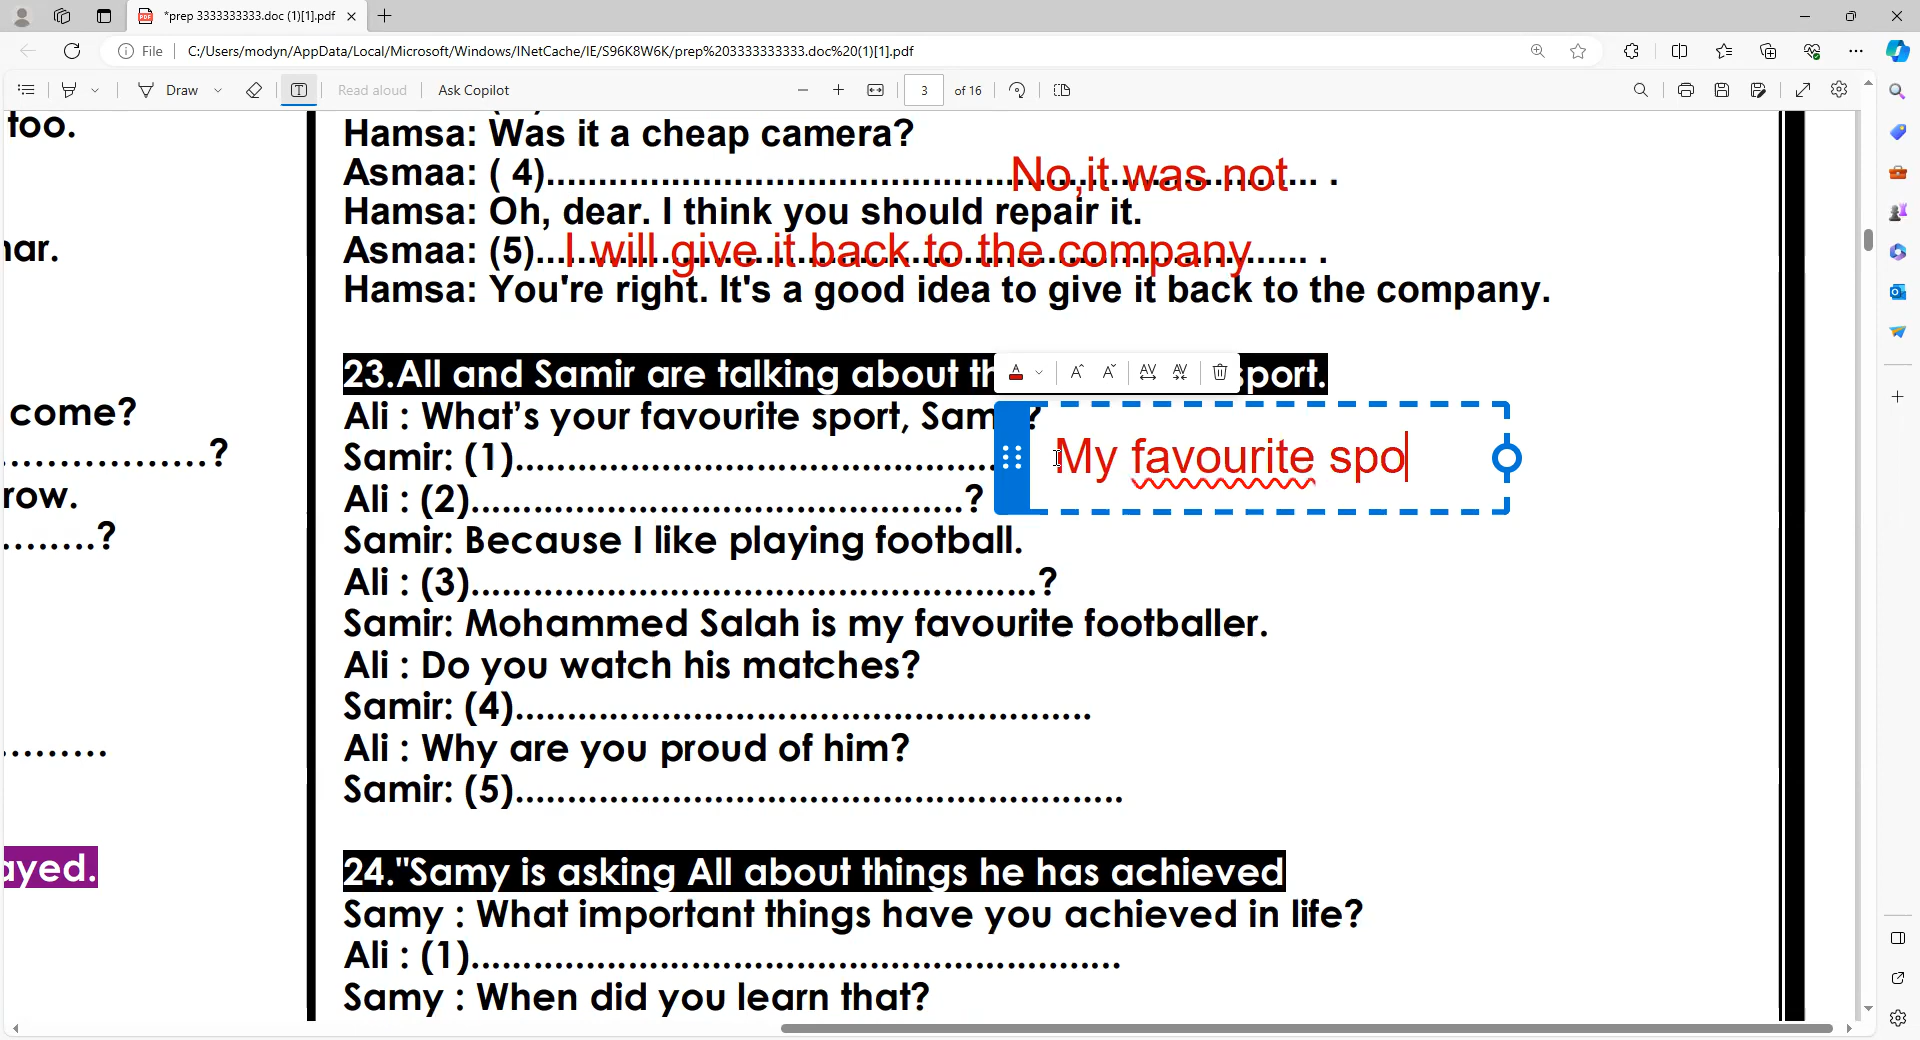 *prep 3333333333.doc (1)[1].pdf
File
C:/Users/modyn/AppData/Local/Microsoft/Windows/INetCache/IE/S96K8W6K/prep%203333333333.doc%20(1)[1].pdf
Draw
Read aloud
Ask Copilot
3 of 16
too.
Hamsa: Was it a cheap camera?
Asmaa: ( 4)........................................................................ .
No,it was not
Hamsa: Oh, dear. I think you should repair it.
Asmaa: (5)........................................................................ .
I will give it back to the company
Hamsa: You're right. It's a good idea to give it back to the company.
nar.
23.All and Samir are talking about th sport.
Ali : What's your favourite sport, Sam ?
come?
Samir: (1)...............................................
My favourite spo
..................?
Ali : (2)................................................?
row.
Samir: Because I like playing football.
.........?
Ali : (3).......................................................?
Samir: Mohammed Salah is my favourite footballer.
Ali : Do you watch his matches?
Samir: (4)........................................................
..........
Ali : Why are you proud of him?
Samir: (5)...........................................................
ayed.
24."Samy is asking All about things he has achieved
Samy : What important things have you achieved in life?
Ali : (1)...............................................................
Samy : When did you learn that?